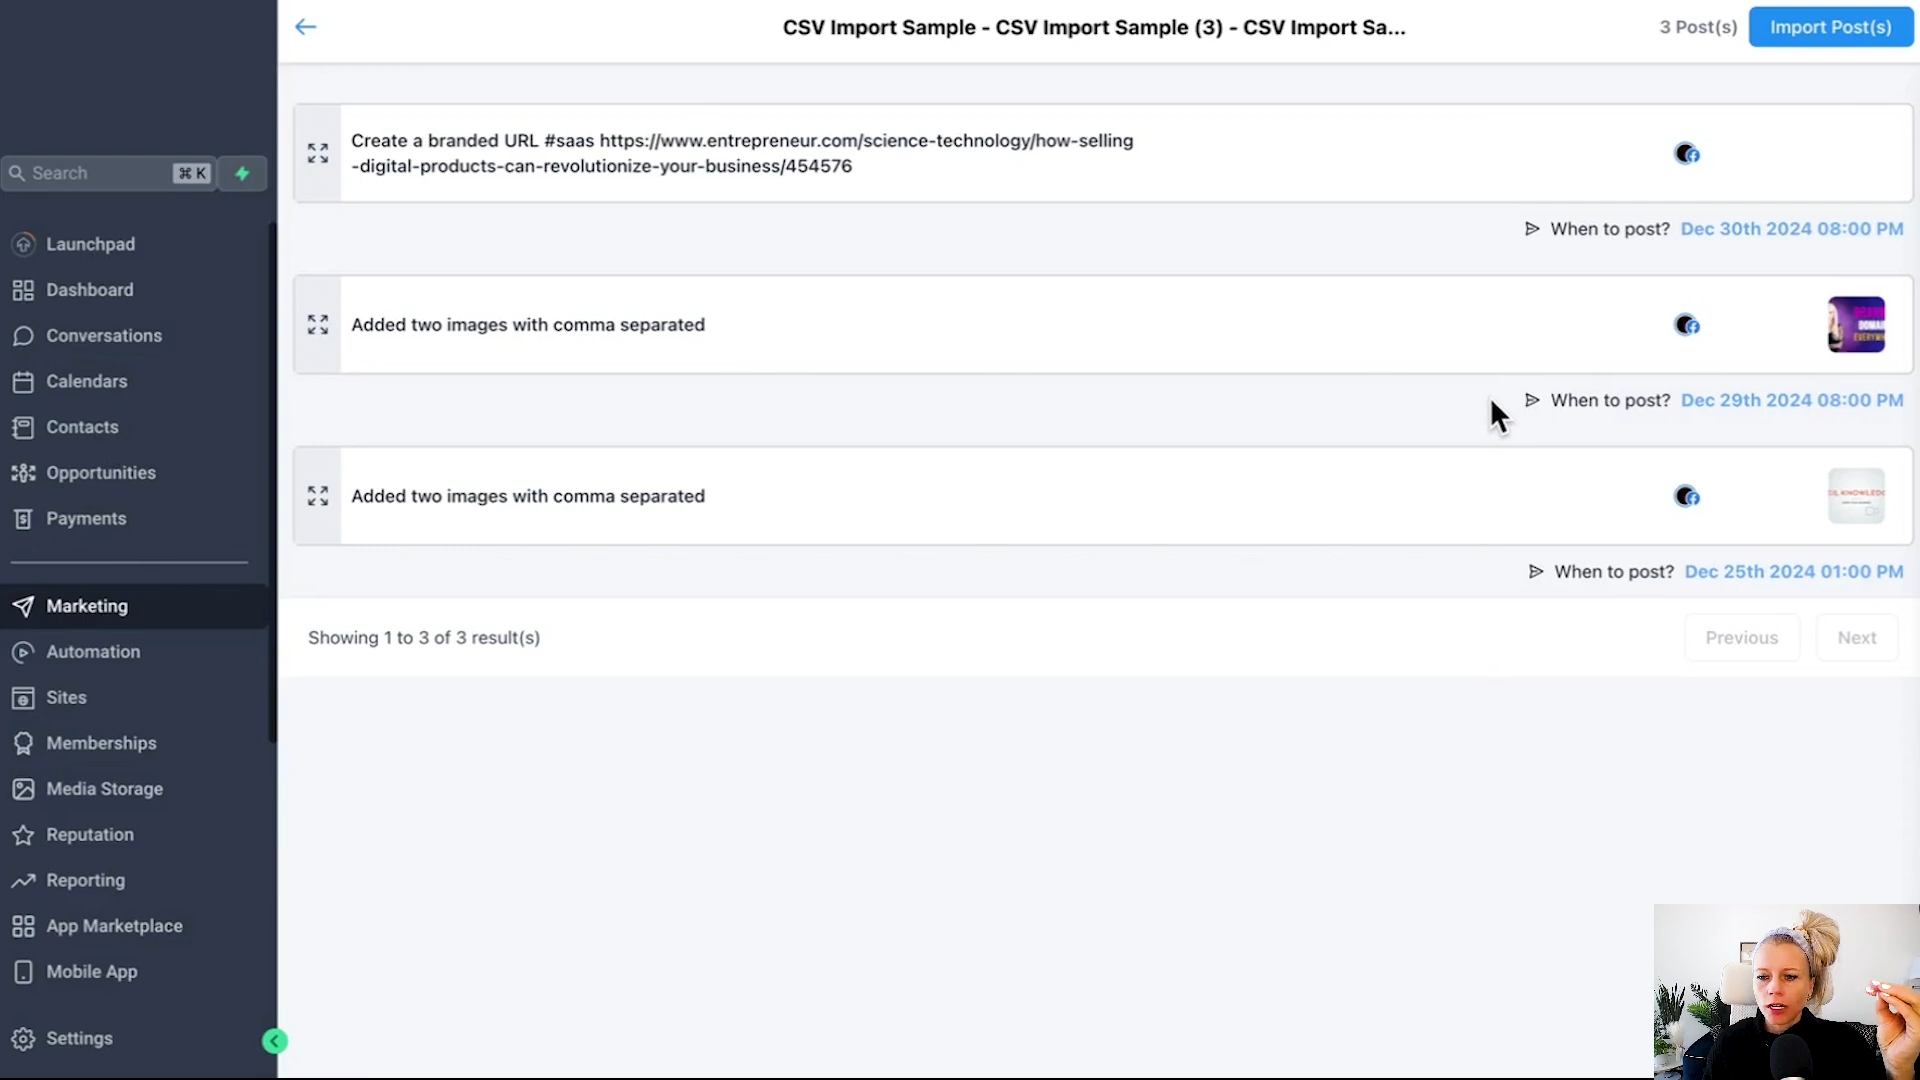 CSV Import Sample - CSV Import Sample (3) - CSV Import Sa...
3 Post(s)
Import Post(s)
Search
⌘ K
Launchpad
Dashboard
Conversations
Calendars
Contacts
Opportunities
Payments
Marketing
Automation
Sites
Memberships
Media Storage
Reputation
Reporting
App Marketplace
Mobile App
Settings
Create a branded URL #saas https://www.entrepreneur.com/science-technology/how-selling
-digital-products-can-revolutionize-your-business/454576
When to post? Dec 30th 2024 08:00 PM
Added two images with comma separated
When to post? Dec 29th 2024 08:00 PM
Added two images with comma separated
When to post? Dec 25th 2024 01:00 PM
Showing 1 to 3 of 3 result(s)
Previous
Next